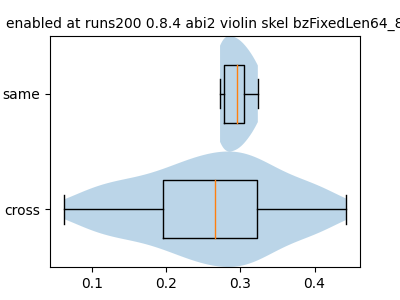 enabled at runs200 0.8.4 abi2 violin skel bzFixedLen64_8
same
cross
0.1 0.2 0.3 0.4